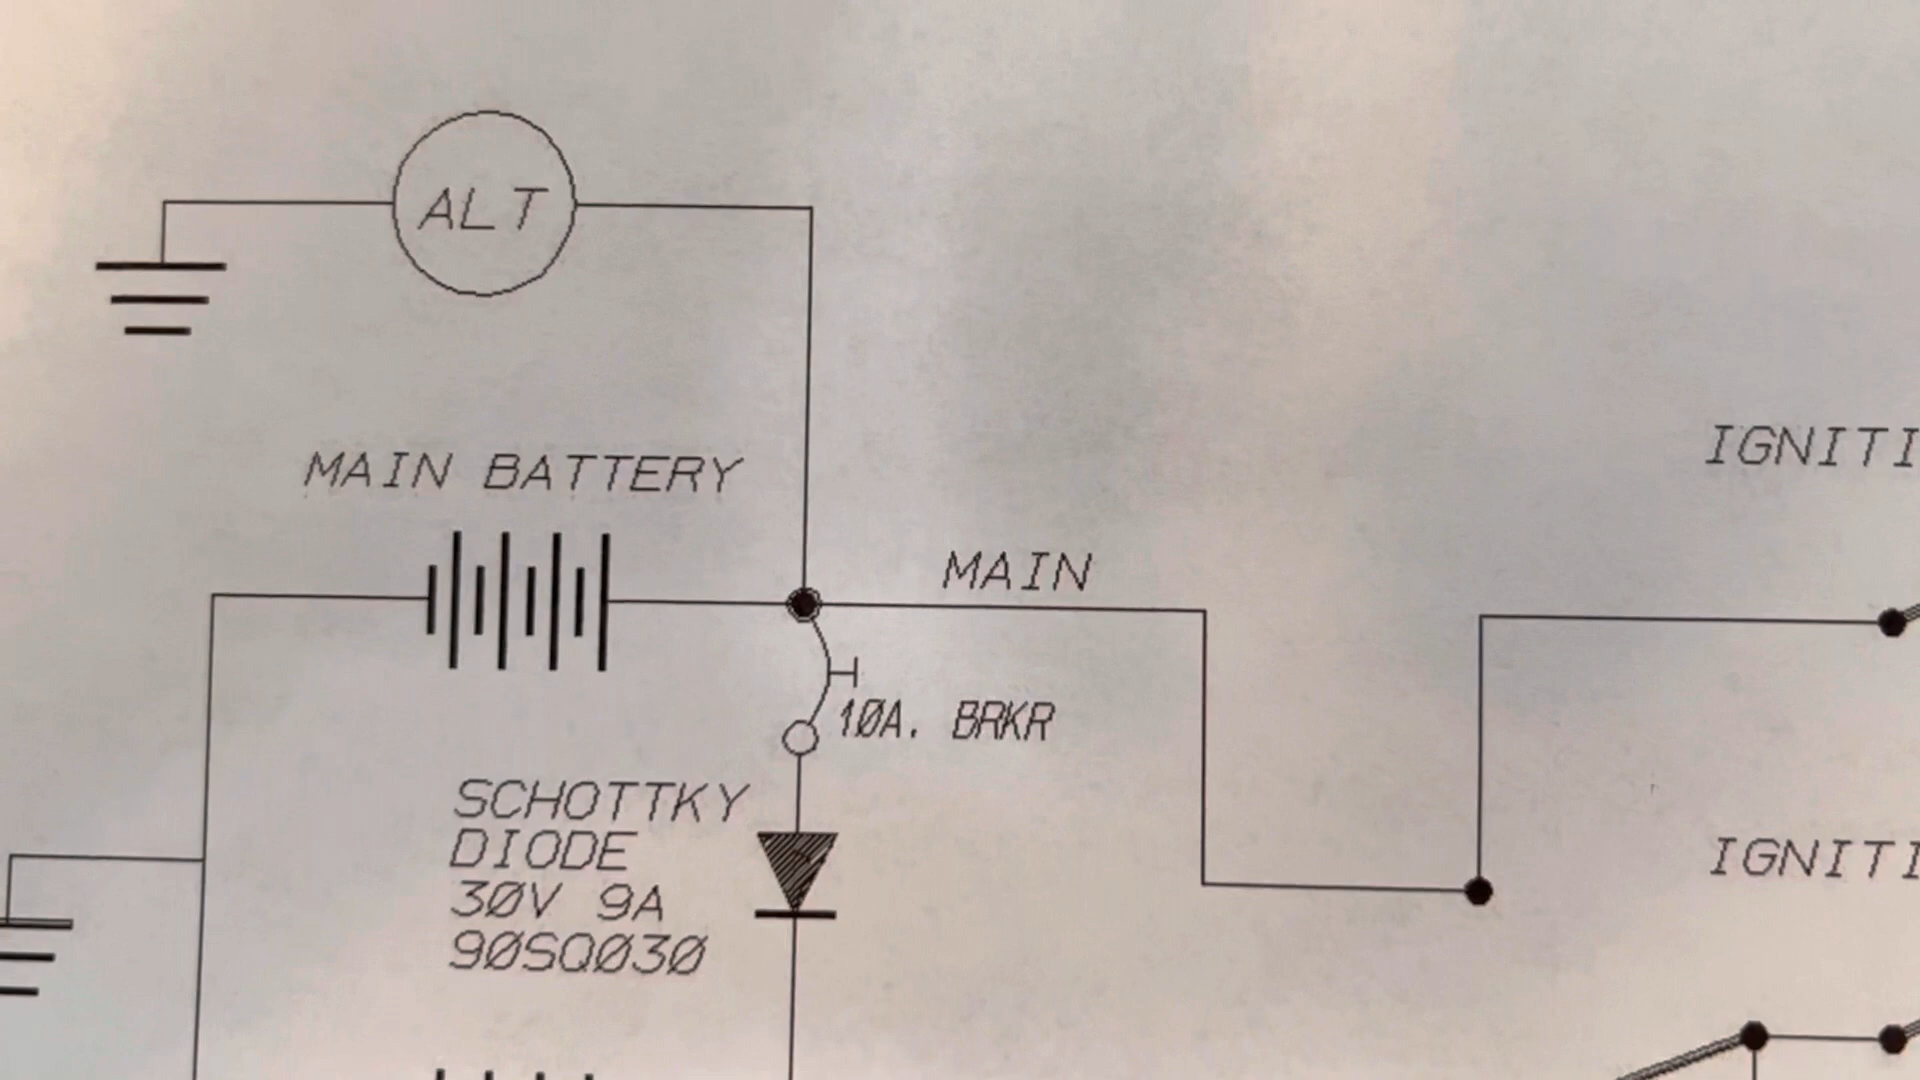 ALT
MAIN BATTERY
MAIN
10A. BRKR
SCHOTTKY
DIODE
30V 9A
90SQ030
IGNITI
IGNITI